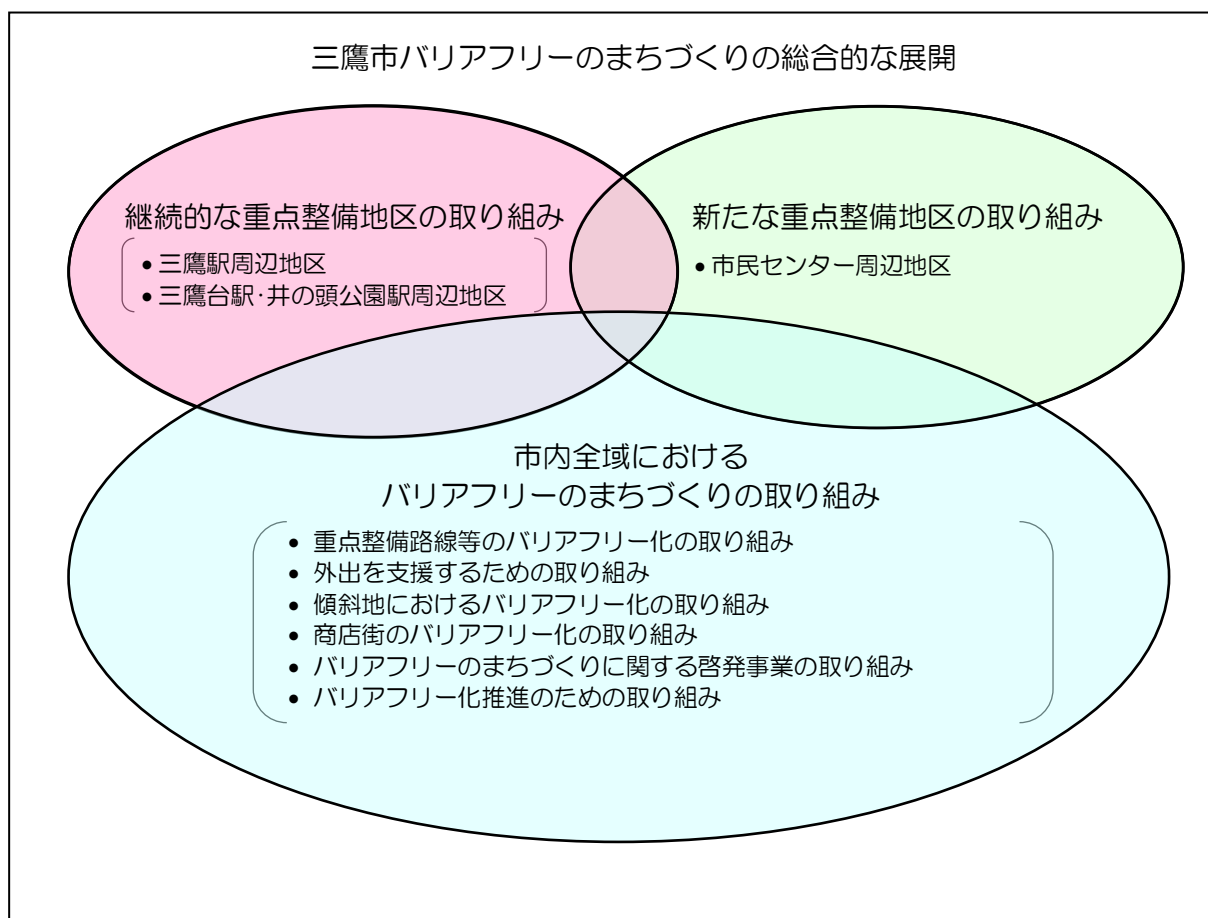 三鷹市バリアフリーのまちづくりの総合的な展開
継続的な重点整備地区の取り組み
• 三鷹駅周辺地区
• 三鷹台駅・井の頭公園駅周辺地区
新たな重点整備地区の取り組み
• 市民センター周辺地区
市内全域における
バリアフリーのまちづくりの取り組み
• 重点整備路線等のバリアフリー化の取り組み
• 外出を支援するための取り組み
• 傾斜地におけるバリアフリー化の取り組み
• 商店街のバリアフリー化の取り組み
• バリアフリーのまちづくりに関する啓発事業の取り組み
• バリアフリー化推進のための取り組み